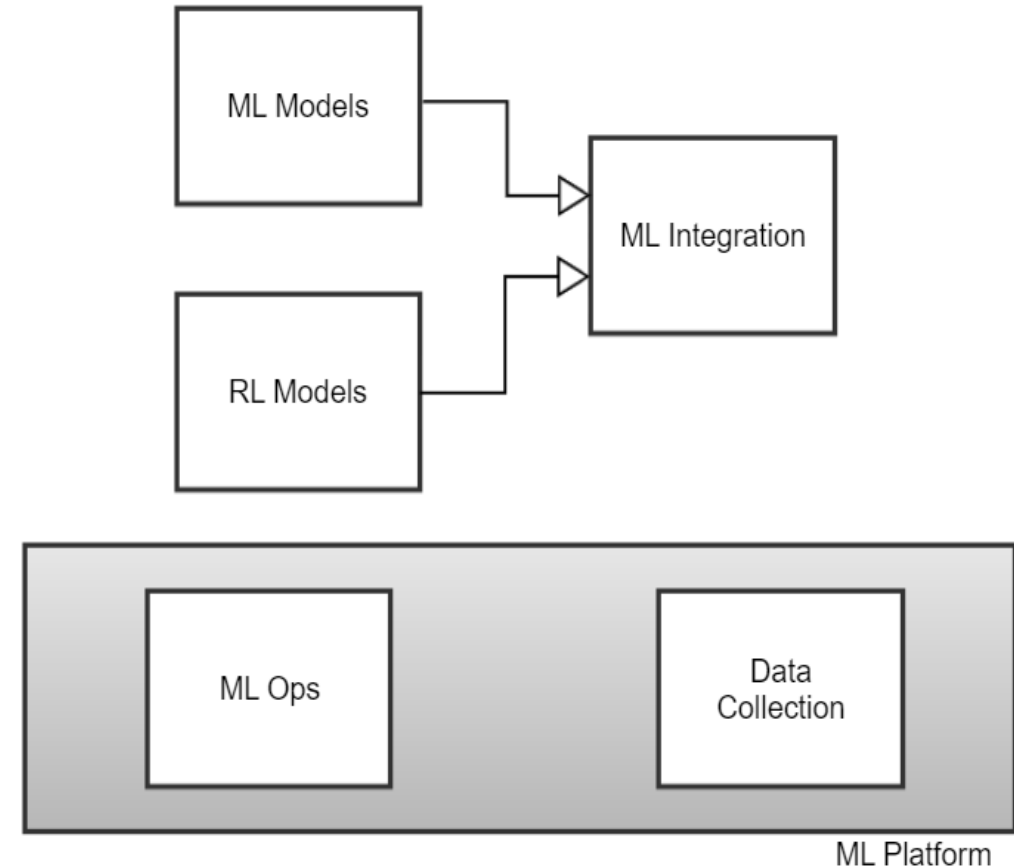 ML Models
ML Integration
RL Models
ML Ops
Data
Collection
ML Platform